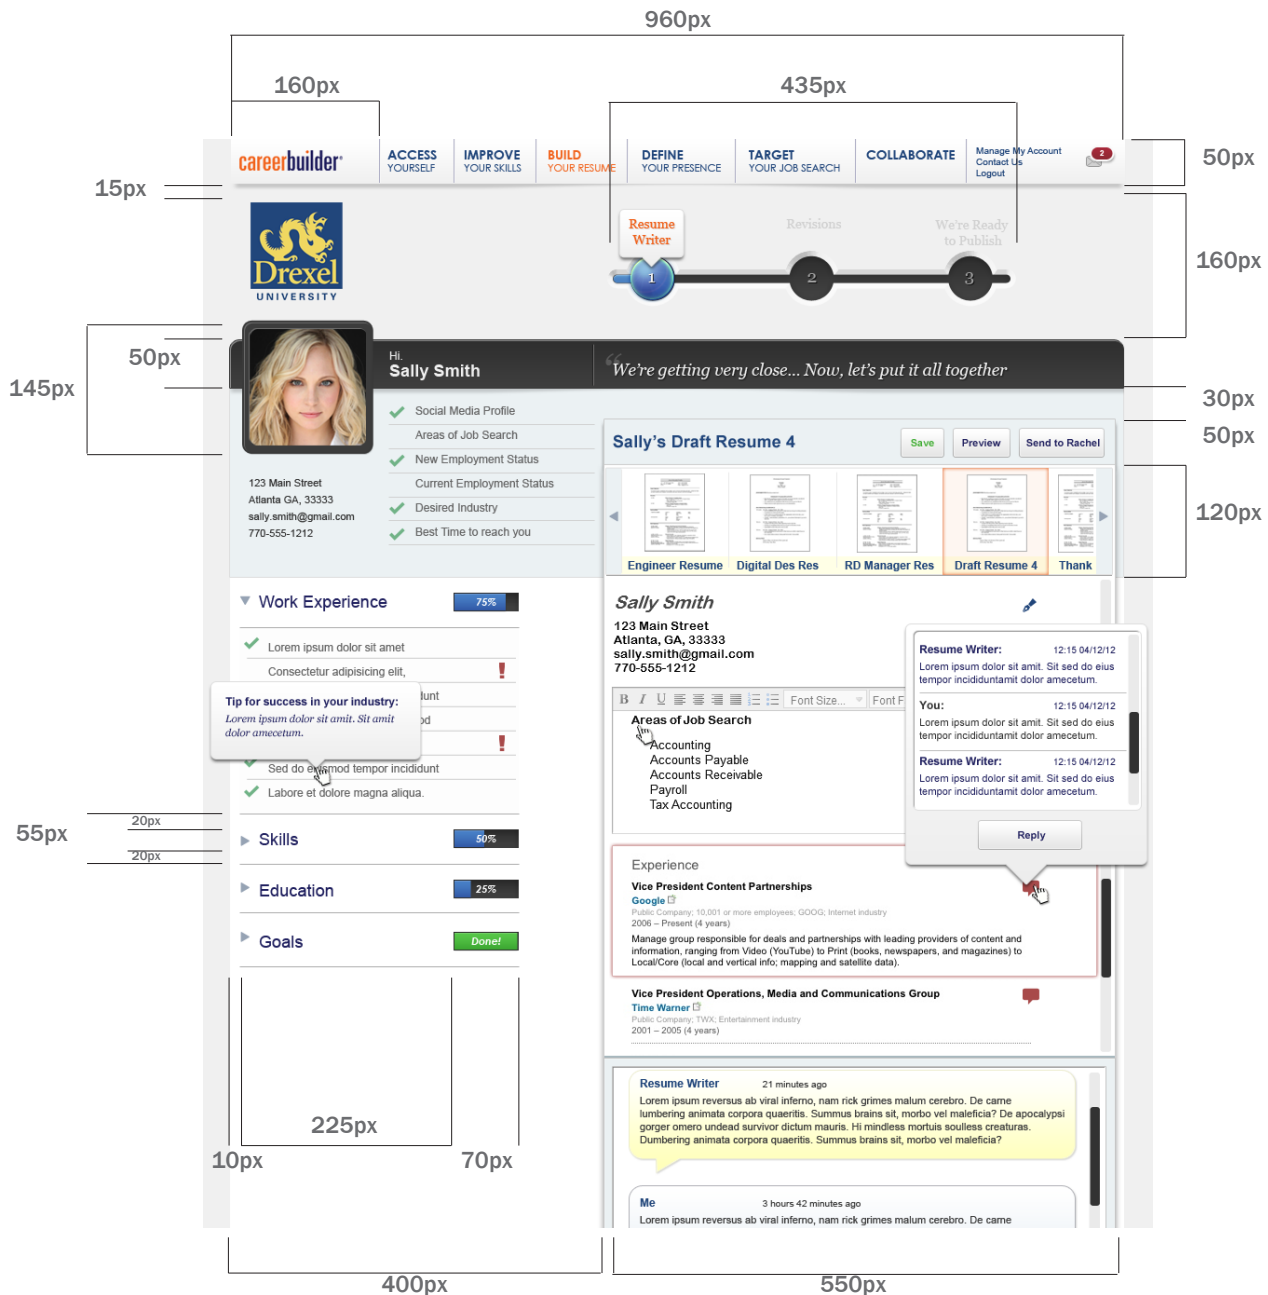 960px
160px
435px
careerbuilder
ACCESS
YOURSELF
IMPROVE
YOUR SKILLS
BUILD
YOUR RESUME
DEFINE
YOUR PRESENCE
TARGET
YOUR JOB SEARCH
COLLABORATE
Manage My Account
Contact Us
Logout
2
50px
15px
Drexel
UNIVERSITY
Resume
Writer
Revisions
We're Ready
to Publish
1
2
3
160px
50px
145px
Hi.
Sally Smith
“We're getting very close... Now, let's put it all together
30px
50px
Social Media Profile
Areas of Job Search
New Employment Status
Current Employment Status
Desired Industry
Best Time to reach you
123 Main Street
Atlanta GA, 33333
sally.smith@gmail.com
770-555-1212
Sally's Draft Resume 4
Save
Preview
Send to Rachel
120px
Engineer Resume
Digital Des Res
RD Manager Res
Draft Resume 4
Thank
Work Experience
75%
Lorem ipsum dolor sit amet
Consectetur adipisicing elit,
!
dunt
Tip for success in your industry:
Lorem ipsum dolor sit amit. Sit amit
dolor amecetum.
od
!
Sed do eiusmod tempor incididunt
Labore et dolore magna aliqua.
55px
20px
20px
Skills
50%
Education
25%
Goals
Done!
Sally Smith
123 Main Street
Atlanta, GA, 33333
sally.smith@gmail.com
770-555-1212
B I U Font Size... Font F
Areas of Job Search
Accounting
Accounts Payable
Accounts Receivable
Payroll
Tax Accounting
Resume Writer: 12:15 04/12/12
Lorem ipsum dolor sit amit. Sit sed do eius
tempor incididuntamit dolor amecetum.
You: 12:15 04/12/12
Lorem ipsum dolor sit amit. Sit sed do eius
tempor incididuntamit dolor amecetum.
Resume Writer: 12:15 04/12/12
Lorem ipsum dolor sit amit. Sit sed do eius
tempor incididuntamit dolor amecetum.
Reply
Experience
Vice President Content Partnerships
Google
Public Company; 10,001 or more employees; GOOG; Internet industry
2006 – Present (4 years)
Manage group responsible for deals and partnerships with leading providers of content and
information, ranging from Video (YouTube) to Print (books, newspapers, and magazines) to
Local/Core (local and vertical info; mapping and satellite data).
Vice President Operations, Media and Communications Group
Time Warner
Public Company; TWX; Entertainment industry
2001 – 2005 (4 years)
Resume Writer 21 minutes ago
Lorem ipsum reversus ab viral inferno, nam rick grimes malum cerebro. De carne
lumbering animata corpora quaeritis. Summus brains sit, morbo vel maleficia? De apocalypsi
gorger omero undead survivor dictum mauris. Hi mindless mortuis soulless creaturas.
Dumbering animata corpora quaeritis. Summus brains sit, morbo vel maleficia?
Me 3 hours 42 minutes ago
Lorem ipsum reversus ab viral inferno, nam rick grimes malum cerebro. De carne
225px
10px
70px
400px
550px